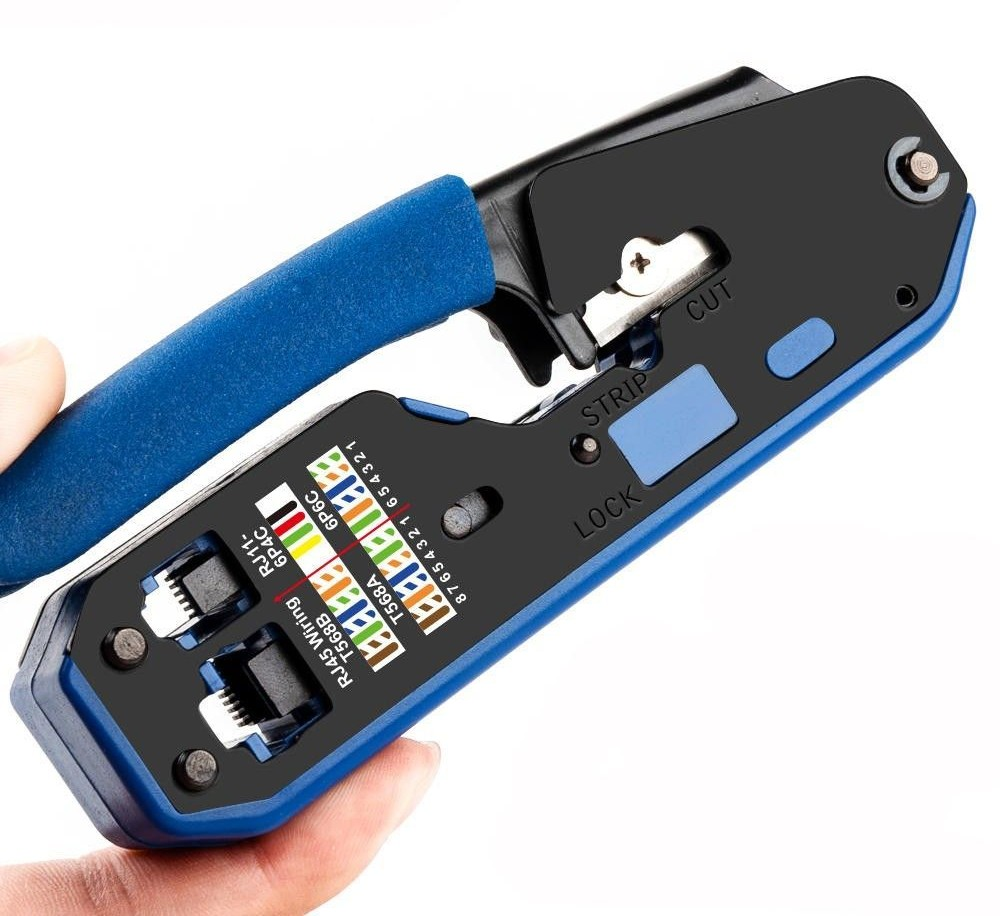 CUT
STRIP
LOCK
RJ11-
6P4C
6P6C
6 5 4 3 2 1
RJ45 Wiring
T568B
T568A
8 7 6 5 4 3 2 1